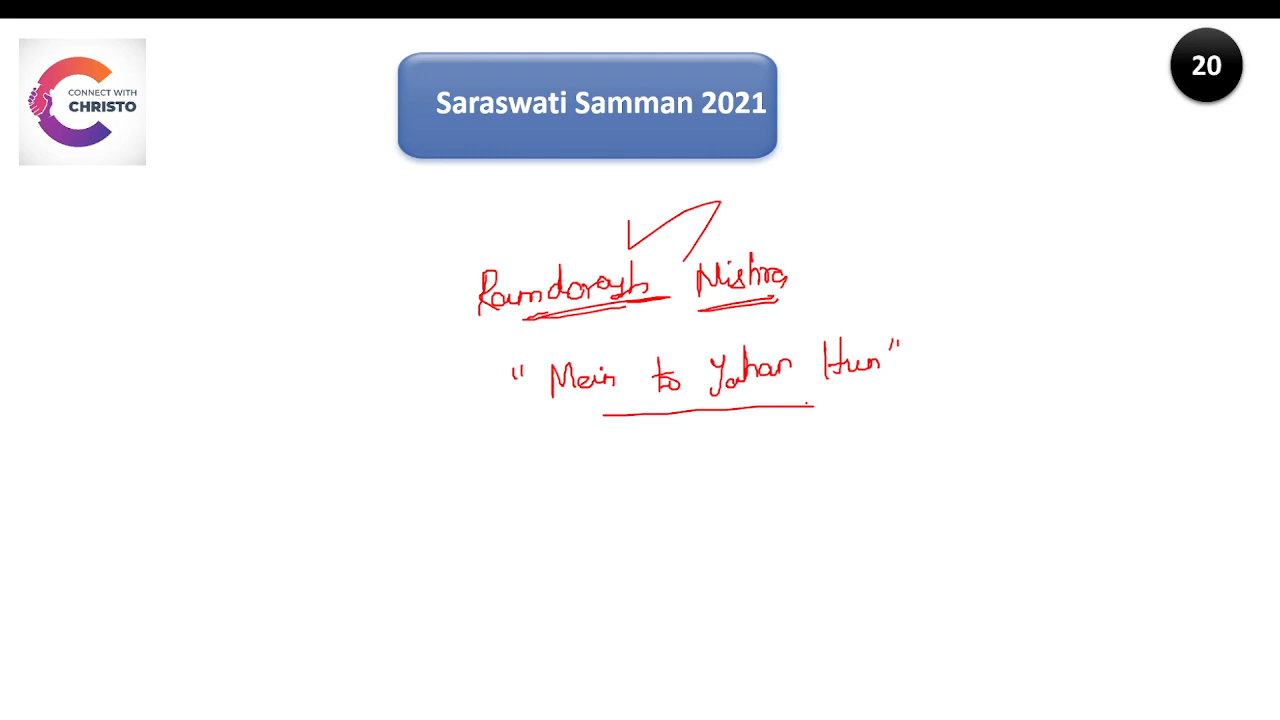 CONNECT WITH
CHRISTO
Saraswati Samman 2021
20
Ramdarash Mishra
" Mein to Yahan Hun "